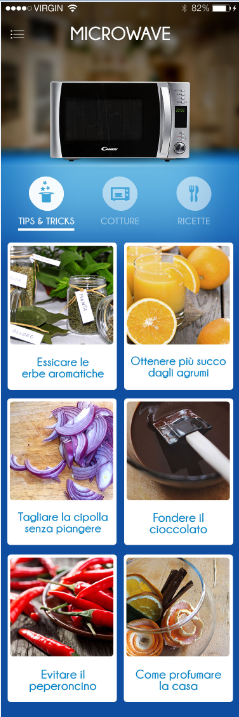 VIRGIN 82%
MICROWAVE
CANDY
TIPS & TRICKS COTTURE RICETTE
Essicare le
erbe aromatiche
Ottenere più succo
dagli agrumi
Tagliare la cipolla
senza piangere
Fondere il
cioccolato
Evitare il
peperoncino
Come profumare
la casa